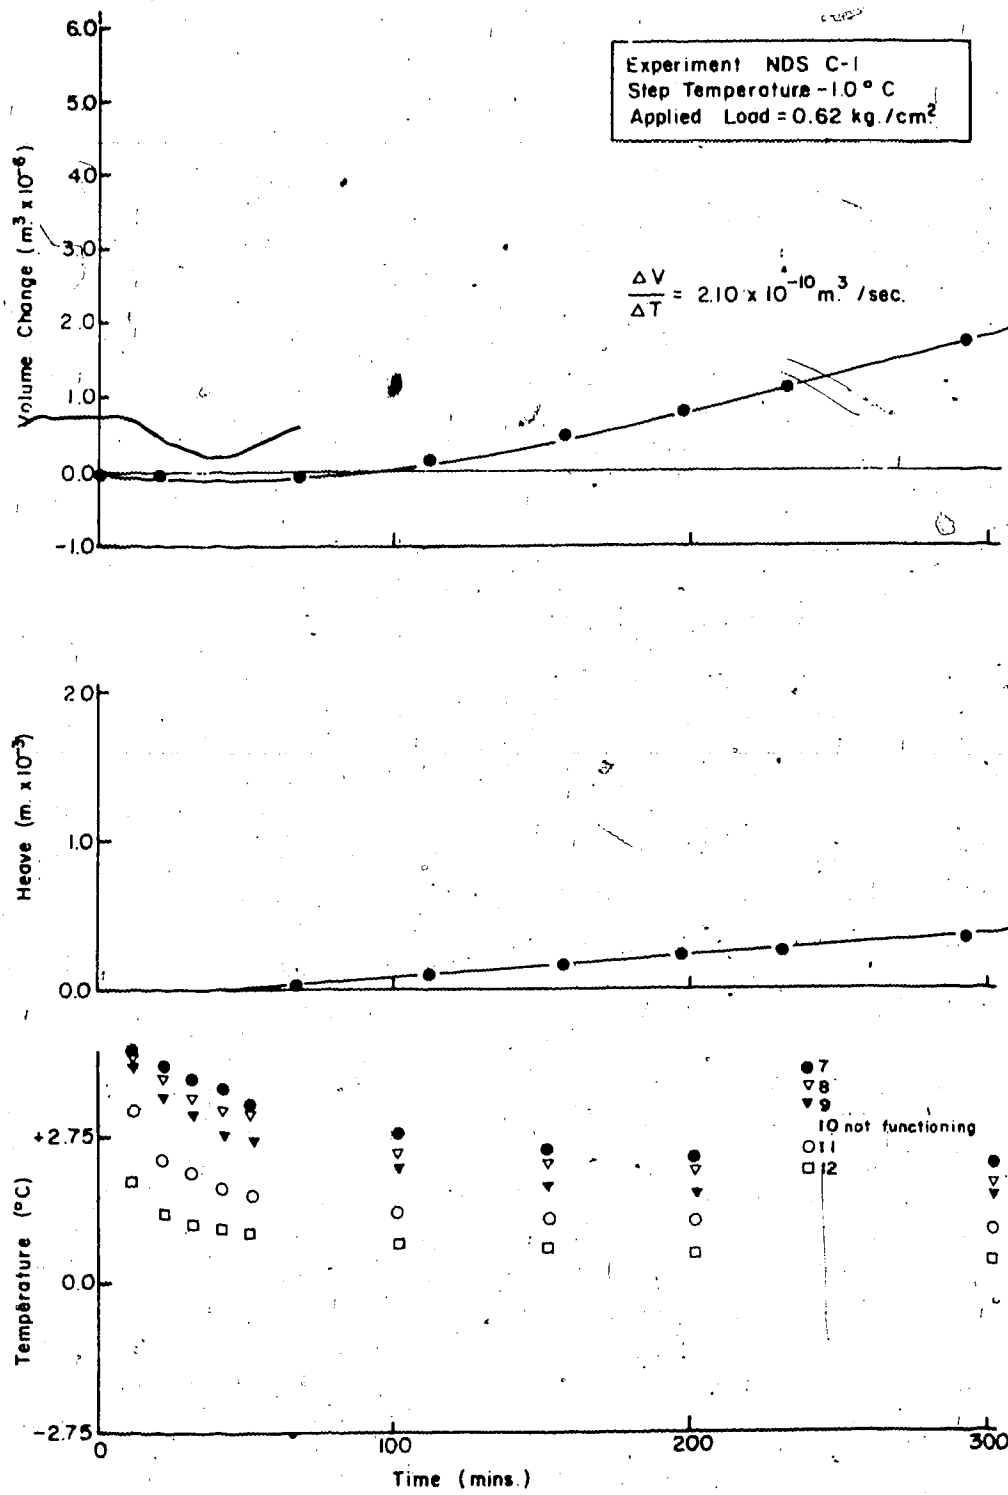 Experiment NDS C-1
Step Temperature -1.0° C
Applied Load = 0.62 kg./cm²
6.0
5.0
4.0
3.0
2.0
1.0
0.0
-1.0
Volume Change (m³ x 10⁻⁶)
ΔV
ΔT
= 2.10 x 10⁻¹⁰ m.³ /sec.
2.0
1.0
0.0
Heave (m. x 10⁻³)
7
8
9
10 not functioning
11
12
+2.75
0.0
-2.75
Temperature (°C)
0
100
200
300
Time (mins.)